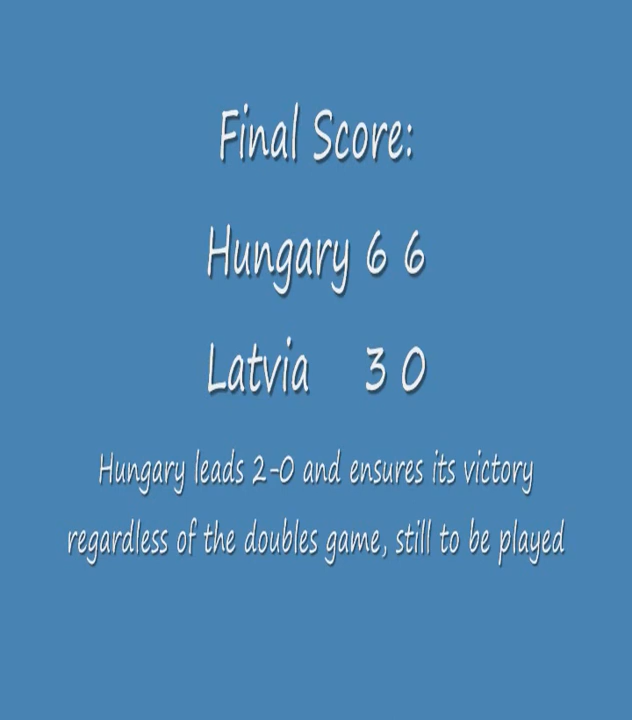 Final Score:
Hungary 6 6
Latvia 3 0
Hungary leads 2-0 and ensures its victory
regardless of the doubles game, still to be played